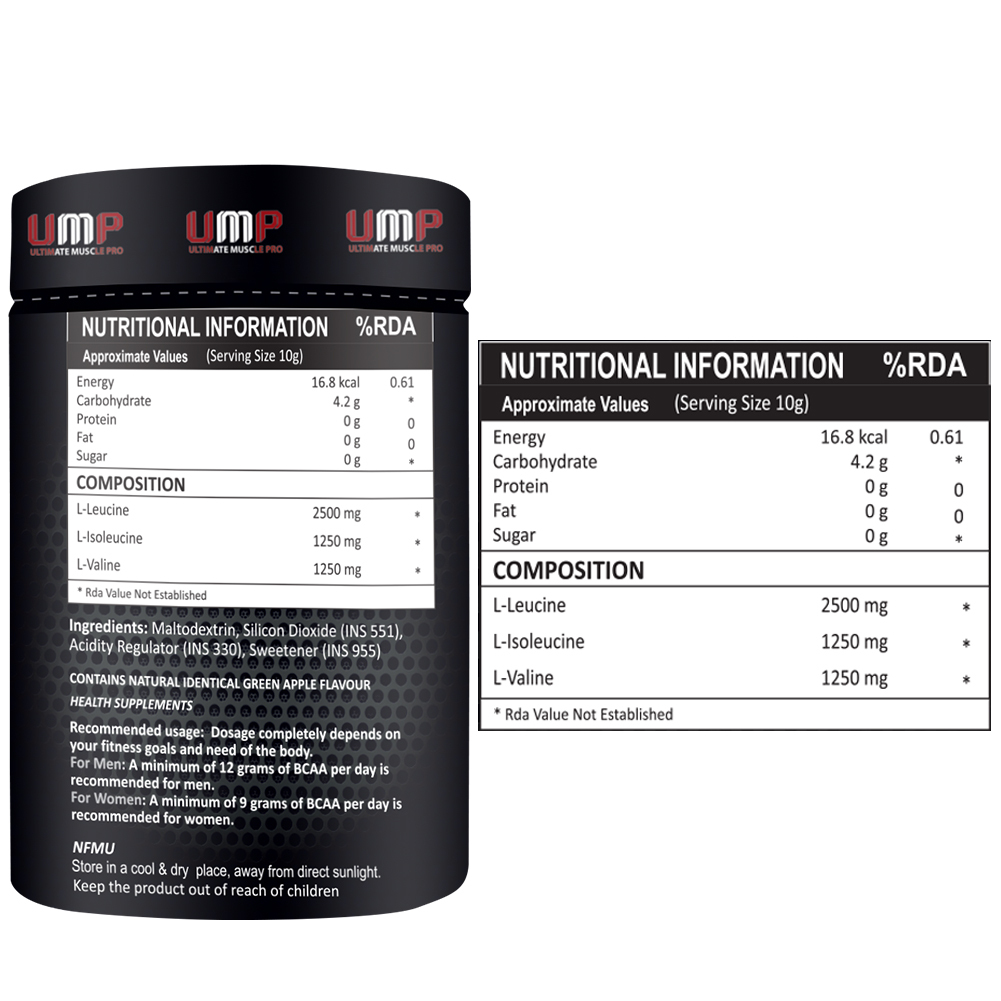 UMP UMP UMP
ULTIMATE MUSCLE PRO ULTIMATE MUSCLE PRO ULTIMATE MUSCLE PRO
NUTRITIONAL INFORMATION %RDA
Approximate Values (Serving Size 10g)
Energy 16.8 kcal 0.61
Carbohydrate 4.2 g *
Protein 0 g 0
Fat 0 g 0
Sugar 0 g *
COMPOSITION
L-Leucine 2500 mg *
L-Isoleucine 1250 mg *
L-Valine 1250 mg *
* Rda Value Not Established
Ingredients: Maltodextrin, Silicon Dioxide (INS 551),
Acidity Regulator (INS 330), Sweetener (INS 955)
CONTAINS NATURAL IDENTICAL GREEN APPLE FLAVOUR
HEALTH SUPPLEMENTS
Recommended usage: Dosage completely depends on
your fitness goals and need of the body.
For Men: A minimum of 12 grams of BCAA per day is
recommended for men.
For Women: A minimum of 9 grams of BCAA per day is
recommended for women.
NFMU
Store in a cool & dry place, away from direct sunlight.
Keep the product out of reach of children
NUTRITIONAL INFORMATION %RDA
Approximate Values (Serving Size 10g)
Energy 16.8 kcal 0.61
Carbohydrate 4.2 g *
Protein 0 g 0
Fat 0 g 0
Sugar 0 g *
COMPOSITION
L-Leucine 2500 mg *
L-Isoleucine 1250 mg *
L-Valine 1250 mg *
* Rda Value Not Established